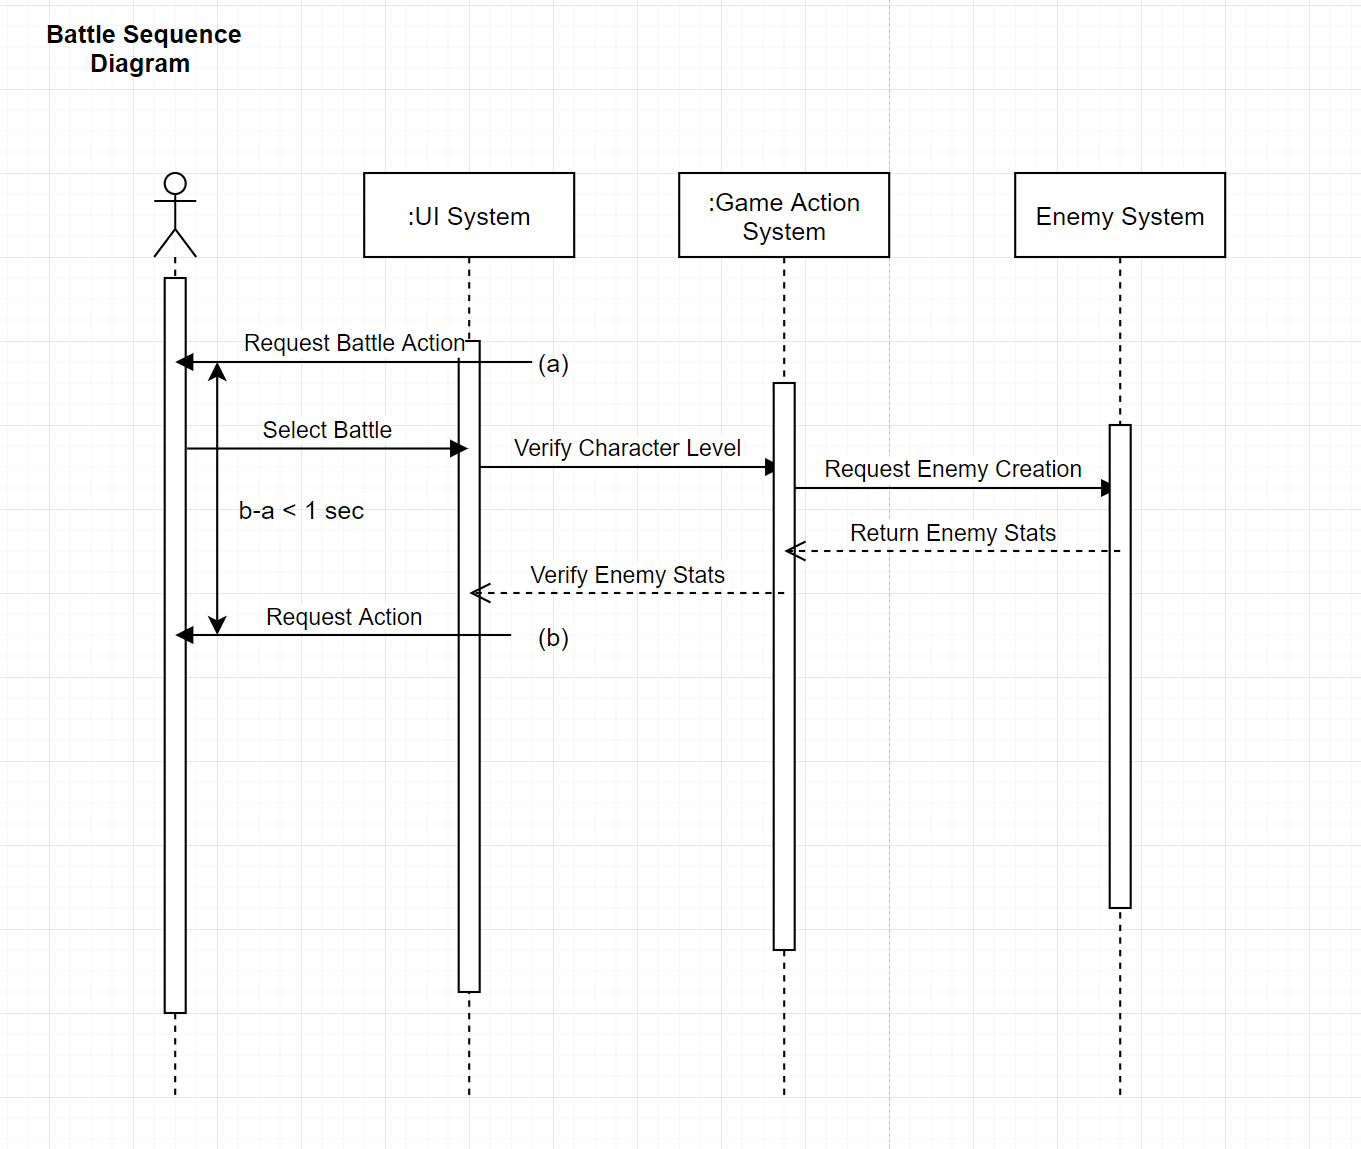 Battle Sequence
Diagram
:UI System
:Game Action
System
Enemy System
Request Battle Action
(a)
Select Battle
Verify Character Level
Request Enemy Creation
b-a < 1 sec
Return Enemy Stats
Verify Enemy Stats
Request Action
(b)